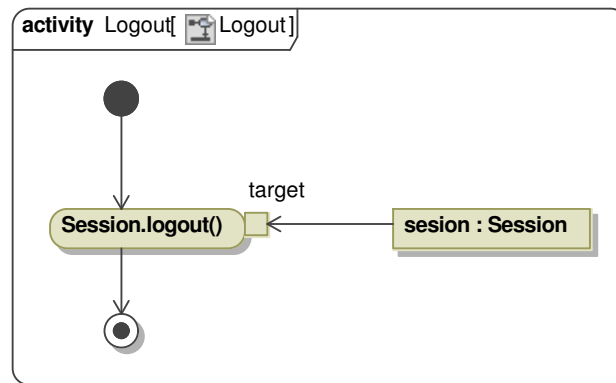 activity Logout[ Logout]
target
Session.logout()
sesion : Session